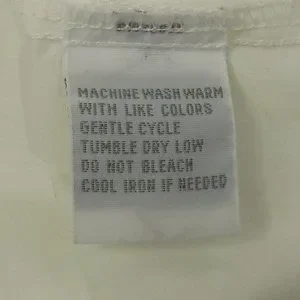 MACHINE WASH WARM
WITH LIKE COLORS
GENTLE CYCLE
TUMBLE DRY LOW
DO NOT BLEACH
COOL IRON IF NEEDED